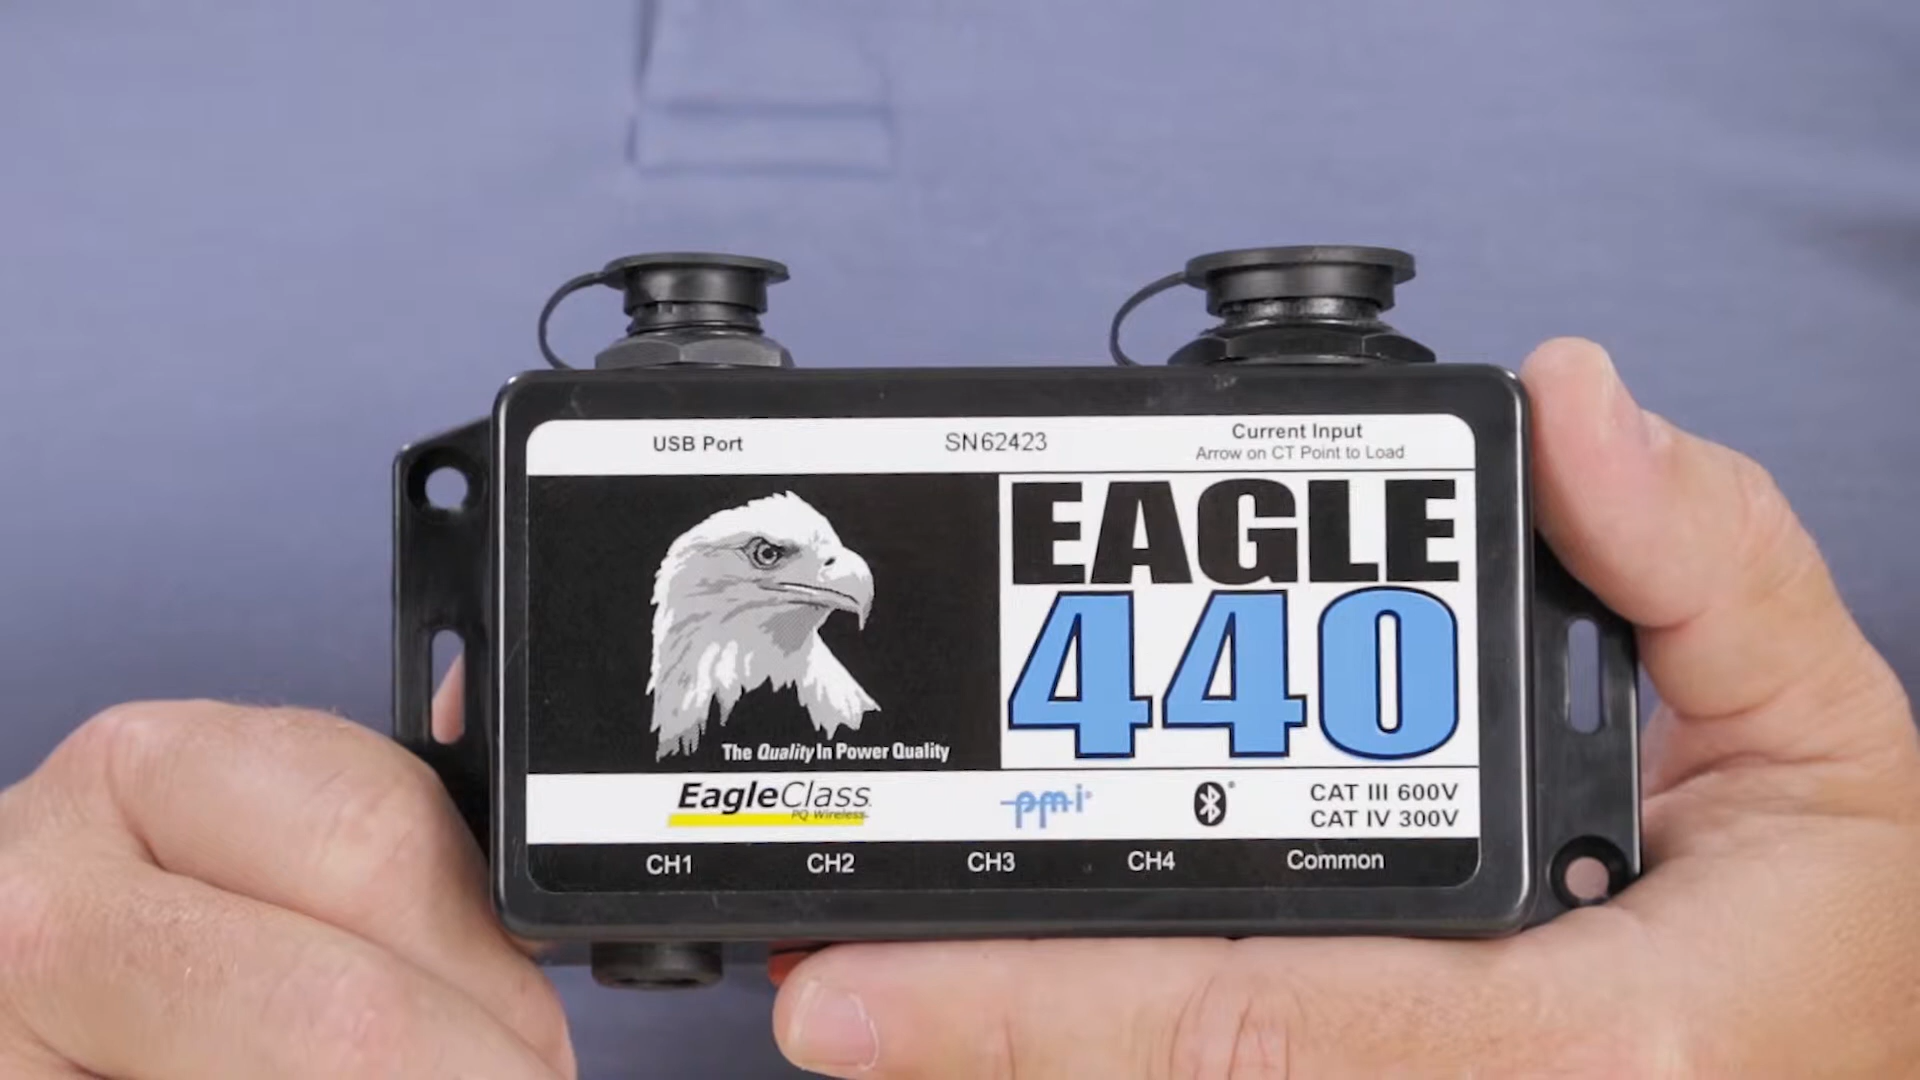 USB Port
SN62423
Current Input
Arrow on CT Point to Load
EAGLE
440
The Quality In Power Quality
EagleClass
PQ Wireless
pmi
CAT III 600V
CAT IV 300V
CH1
CH2
CH3
CH4
Common